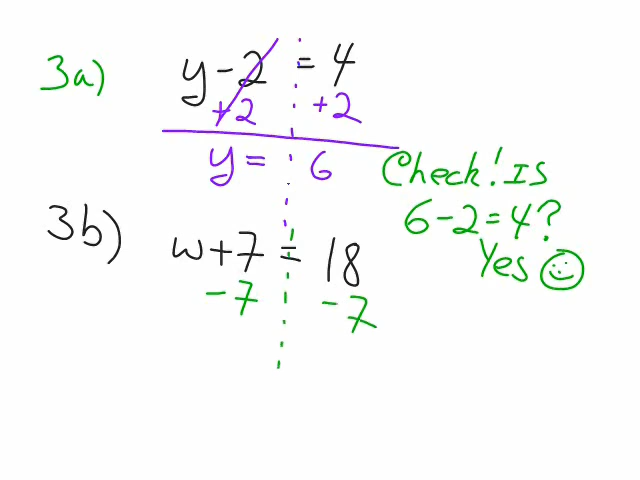 3a) y - 2 = 4
+2 +2
y = 6
Check! Is
6 - 2 = 4?
Yes
3b) w + 7 = 18
- 7 - 7